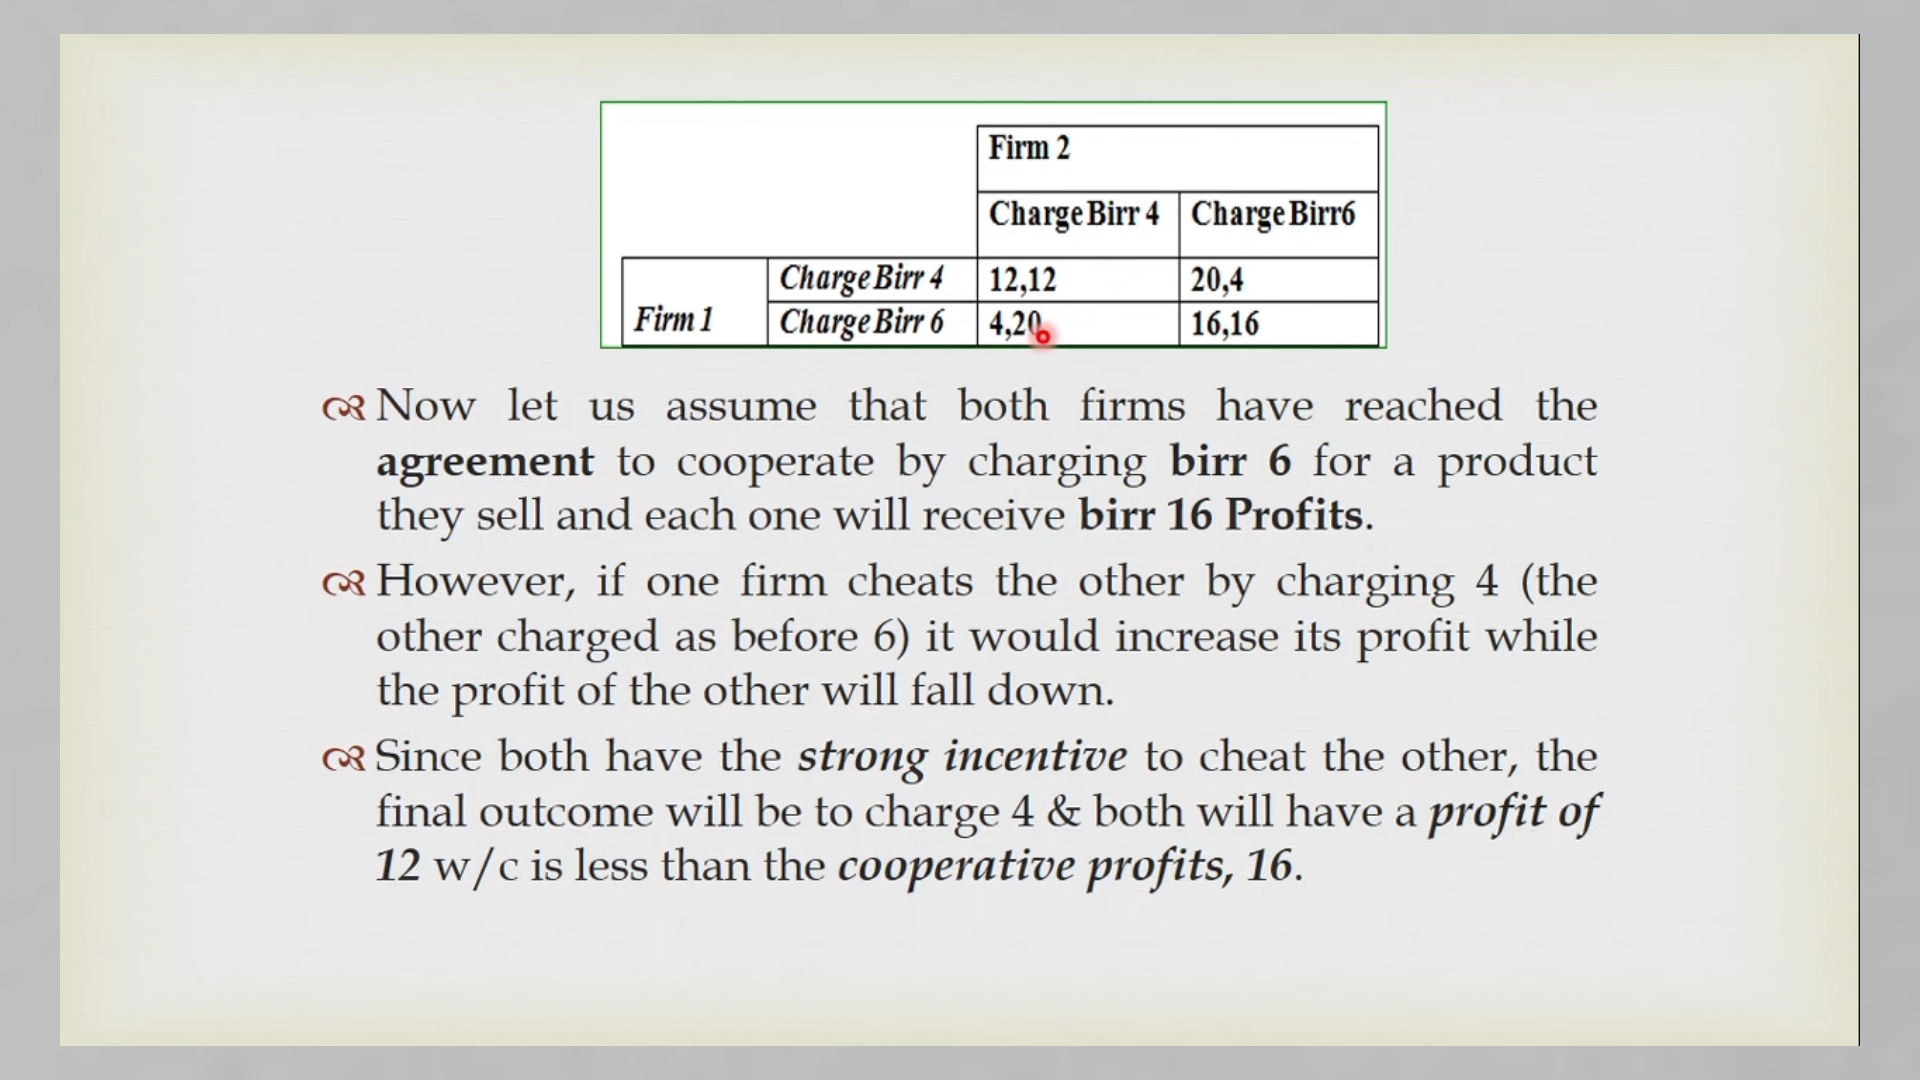 Firm 2
Charge Birr 4 Charge Birr6
Charge Birr 4 12,12 20,4
Firm 1 Charge Birr 6 4,20 16,16
Now let us assume that both firms have reached the
agreement to cooperate by charging birr 6 for a product
they sell and each one will receive birr 16 Profits.
However, if one firm cheats the other by charging 4 (the
other charged as before 6) it would increase its profit while
the profit of the other will fall down.
Since both have the strong incentive to cheat the other, the
final outcome will be to charge 4 & both will have a profit of
12 w/c is less than the cooperative profits, 16.